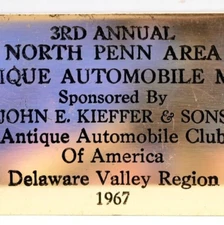 3RD ANNUAL
NORTH PENN AREA
IQUE AUTOMOBILE M
Sponsored By
JOHN E. KIEFFER & SONS
Antique Automobile Club
Of America
Delaware Valley Region
1967